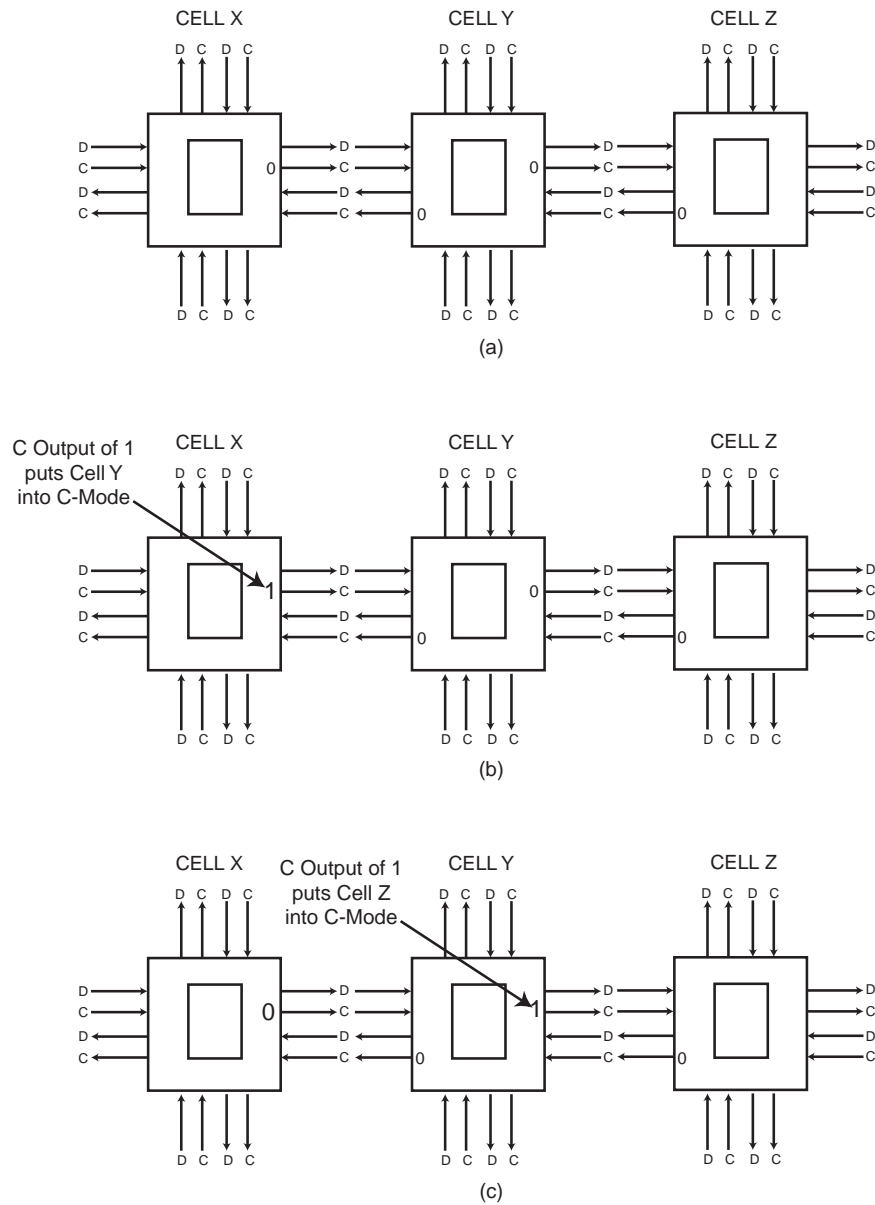 CELL X CELL Y CELL Z
D C D C D C D C D C D C
D D D D
C 0 C 0 C C
D D D D
C C 0 C 0 C
D C D C D C D C D C D C
(a)
C Output of 1
puts Cell Y
into C-Mode
CELL X CELL Y CELL Z
D C D C D C D C D C D C
D D D D
C 1 C 0 C C
D D D D
C C 0 C 0 C
D C D C D C D C D C D C
(b)
C Output of 1
puts Cell Z
into C-Mode
CELL X CELL Y CELL Z
D C D C D C D C D C D C
D D D D
C 0 C 1 C C
D D D D
C C 0 C 0 C
D C D C D C D C D C D C
(c)